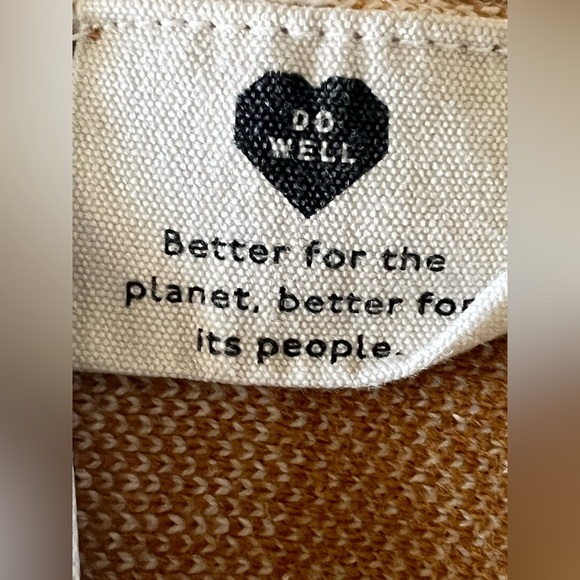 DO
WELL
Better for the
planet, better for
its people.